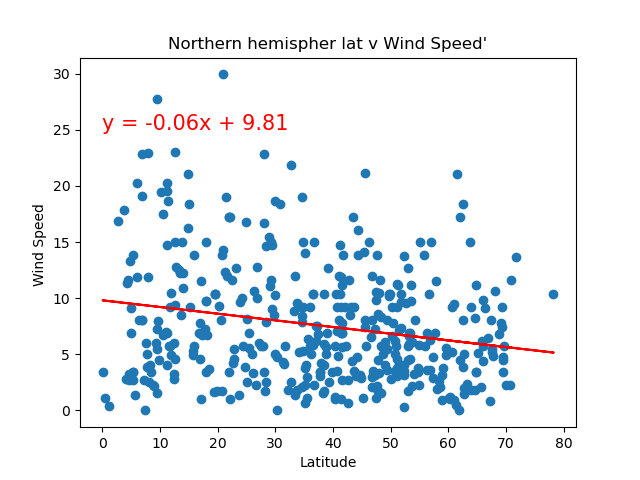 Northern hemispher lat v Wind Speed'
30
25
20
15
10
5
0
Wind Speed
y = -0.06x + 9.81
0 10 20 30 40 50 60 70 80
Latitude